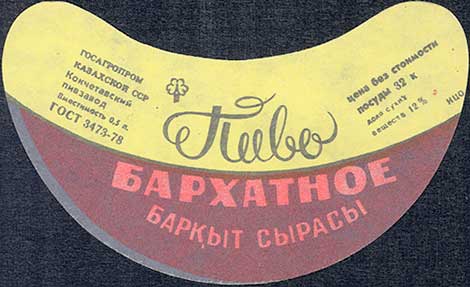 ГОСАГРОПРОМ
КАЗАХСКОЙ ССР
Кокчетавский
пивзавод
Вместимость 0,5 л.
ГОСТ 3473-78
Пиво
БАРХАТНОЕ
БАРҚЫТ СЫРАСЫ
цена без стоимости
посуды 32 к
доля сухих
веществ 12 %
ИЦО